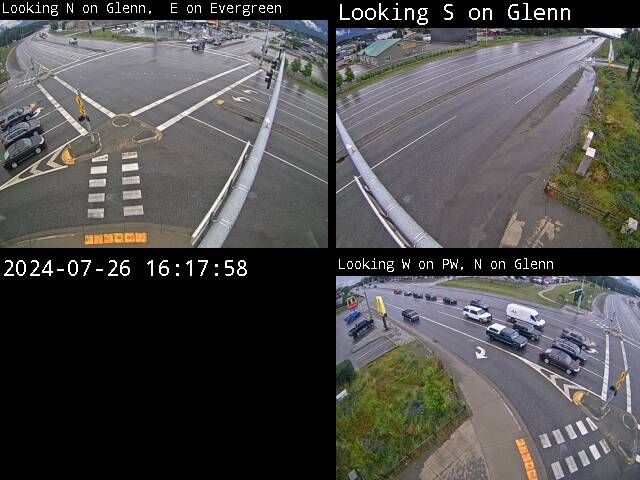 Looking N on Glenn,  E on Evergreen
Looking S on Glenn
2024-07-26 16:17:58
Looking W on PW, N on Glenn